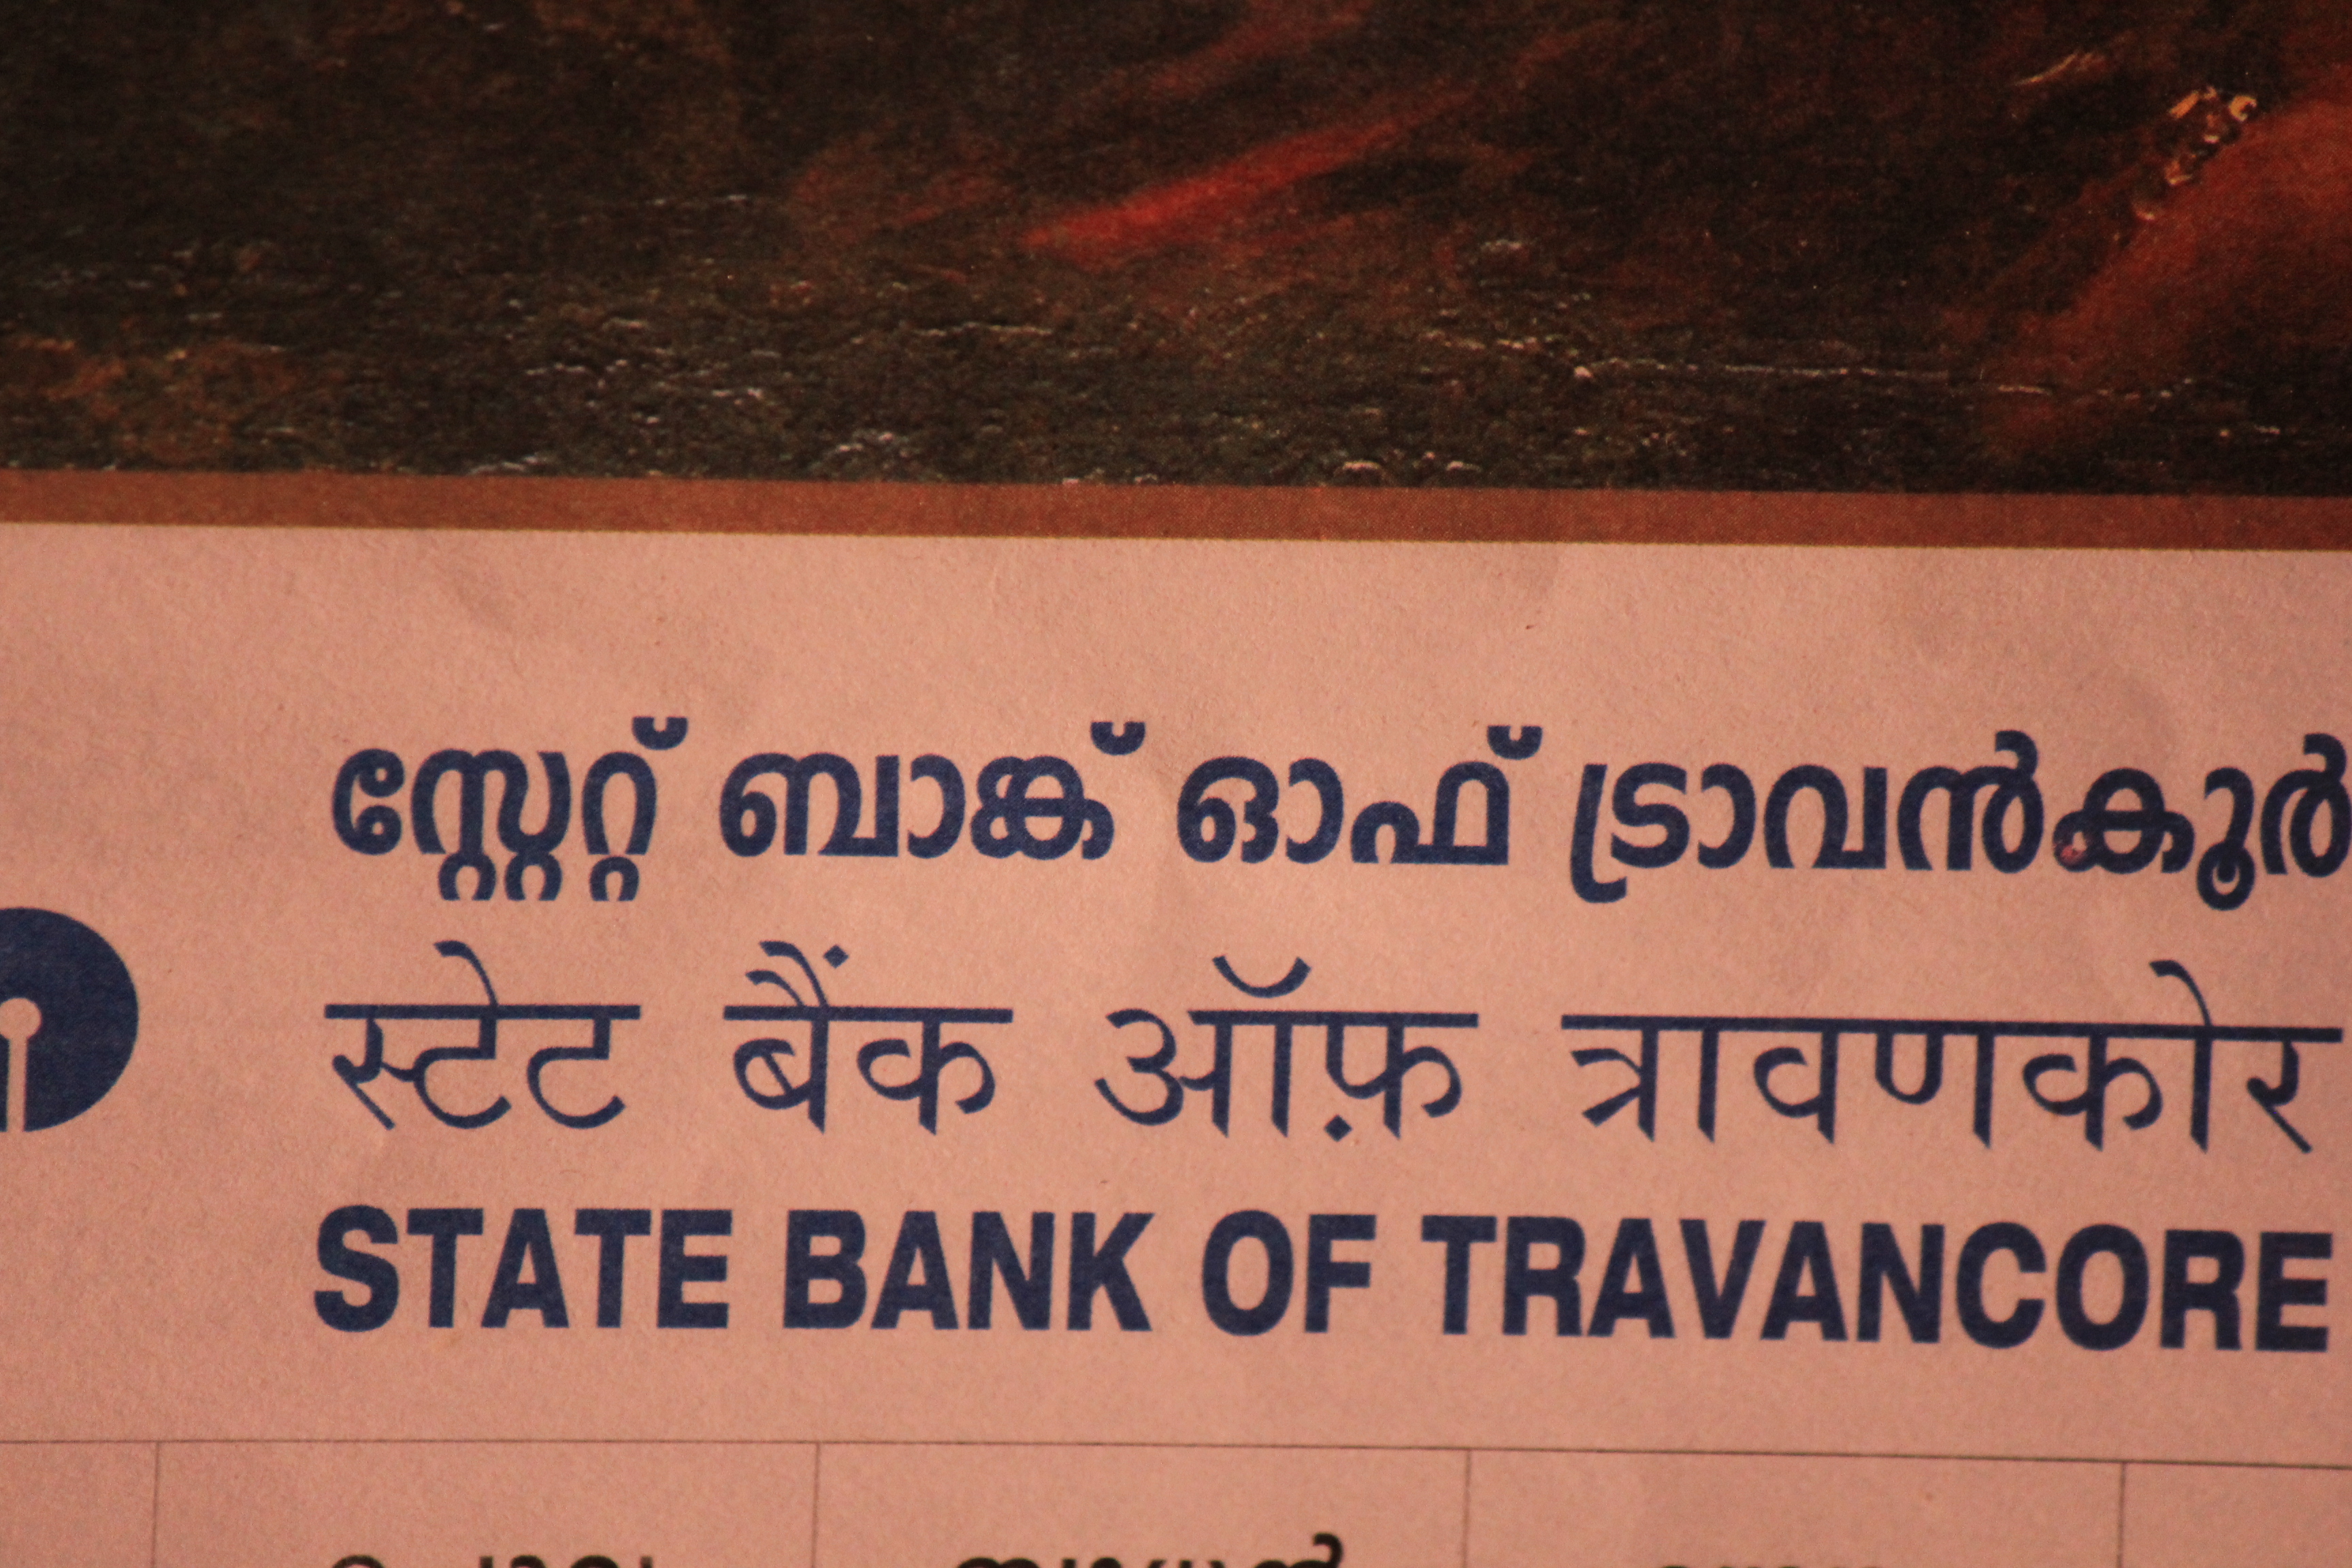 സ്റ്റേറ്റ് ബാങ്ക് ഓഫ് ട്രാവൻകൂർ
स्टेट बैंक ऑफ़ त्रावणकोर
STATE BANK OF TRAVANCORE